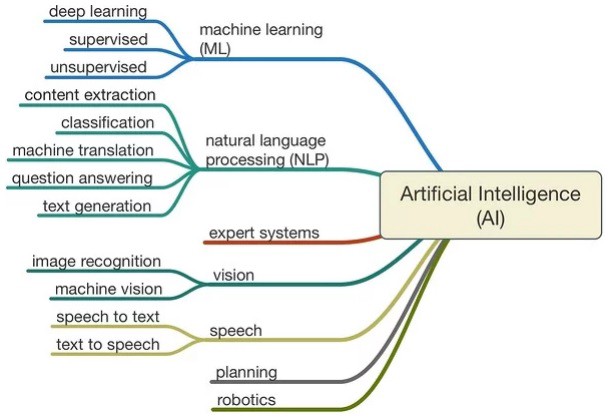 deep learning
supervised
unsupervised
machine learning
(ML)
content extraction
classification
machine translation
question answering
text generation
natural language
processing (NLP)
expert systems
image recognition
machine vision
vision
speech to text
text to speech
speech
planning
robotics
Artificial Intelligence
(AI)